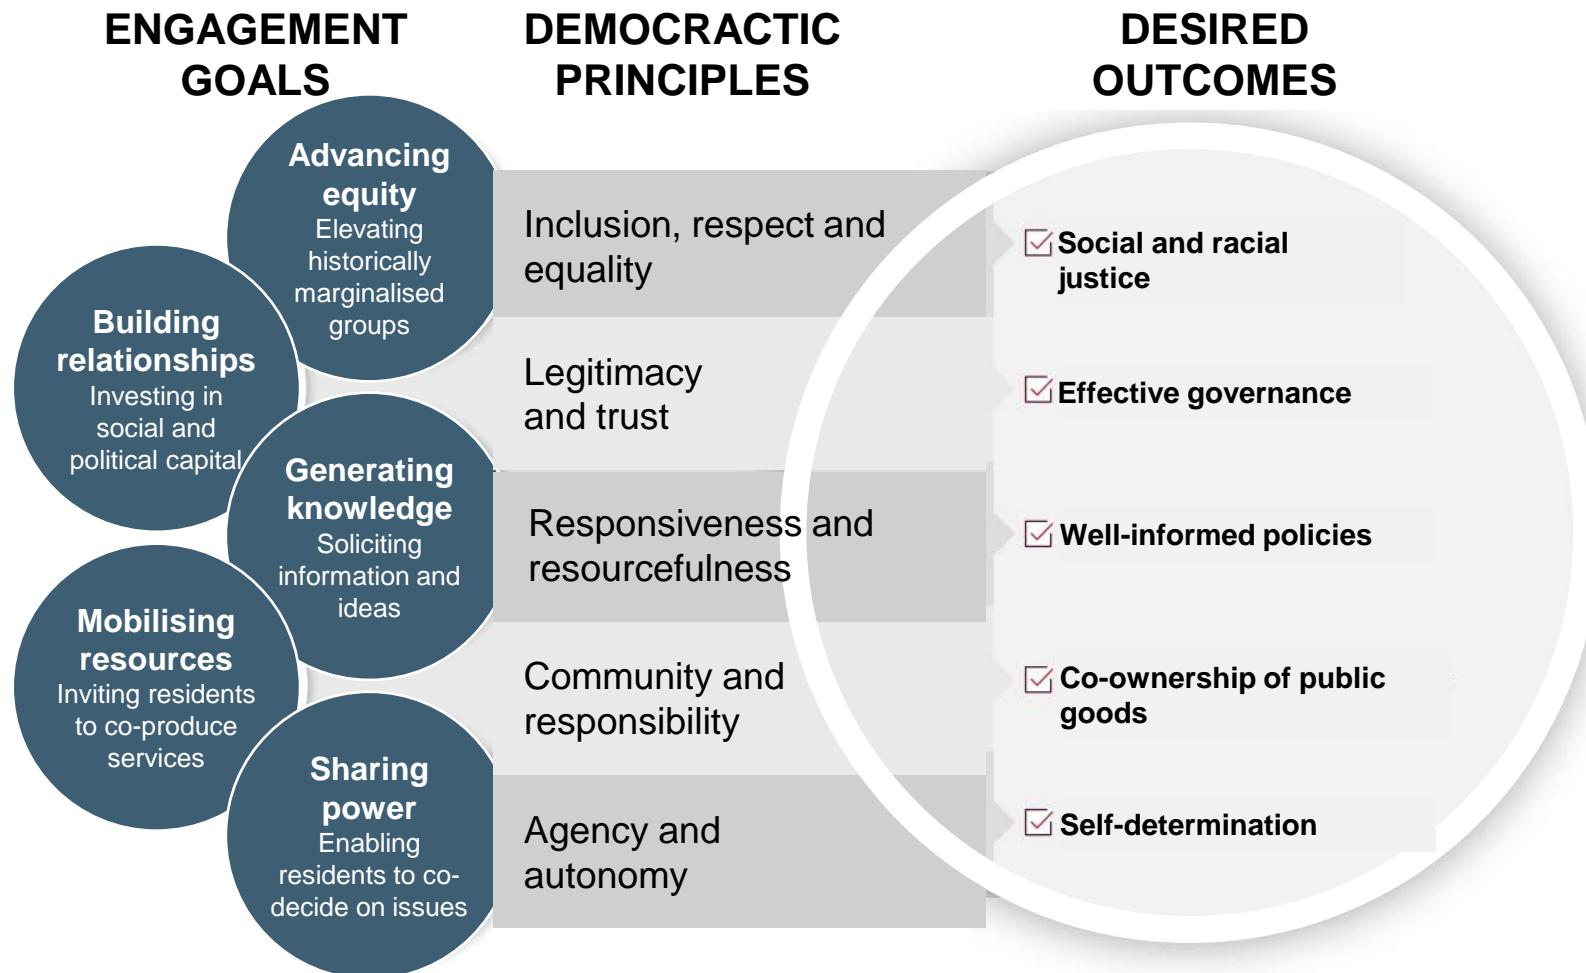 ENGAGEMENT
GOALS
DEMOCRACTIC
PRINCIPLES
DESIRED
OUTCOMES
Advancing
equity
Elevating
historically
marginalised
groups
Inclusion, respect and
equality
Social and racial
justice
Building
relationships
Investing in
social and
political capital
Legitimacy
and trust
Effective governance
Generating
knowledge
Soliciting
information and
ideas
Responsiveness and
resourcefulness
Well-informed policies
Mobilising
resources
Inviting residents
to co-produce
services
Community and
responsibility
Co-ownership of public
goods
Sharing
power
Enabling
residents to co-
decide on issues
Agency and
autonomy
Self-determination